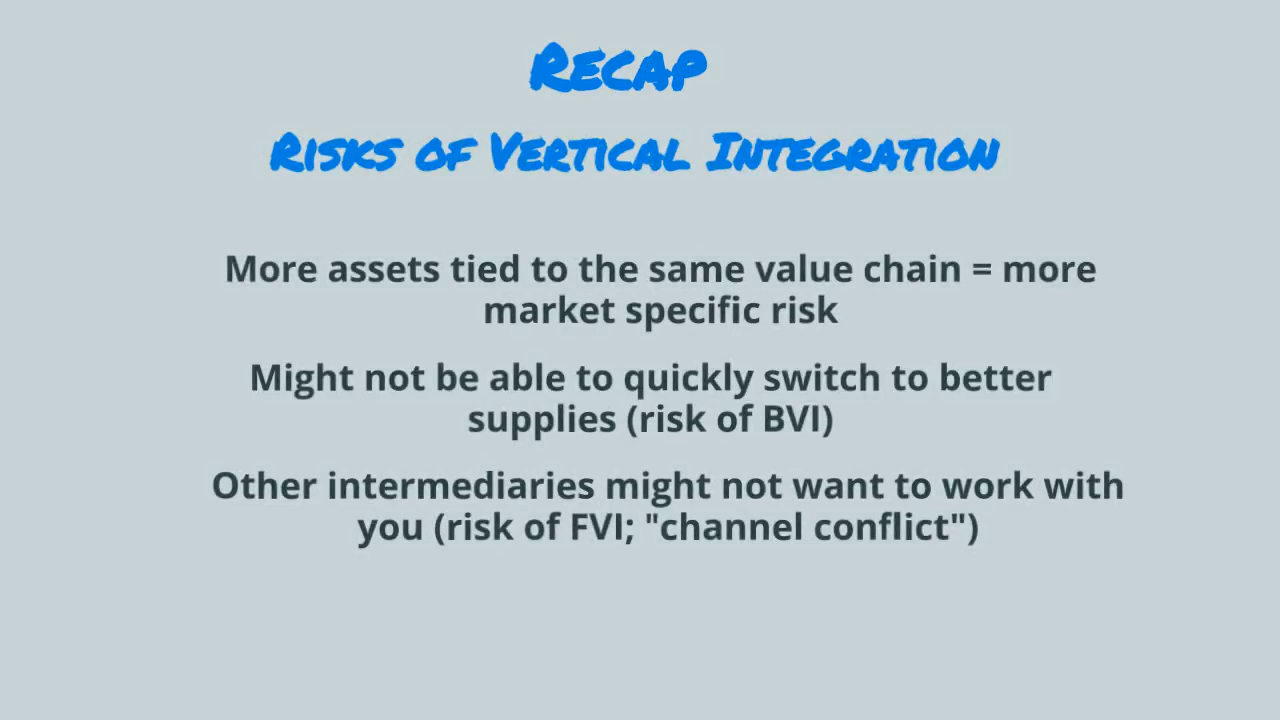 Recap
Risks of Vertical Integration
More assets tied to the same value chain = more
market specific risk
Might not be able to quickly switch to better
supplies (risk of BVI)
Other intermediaries might not want to work with
you (risk of FVI; "channel conflict")